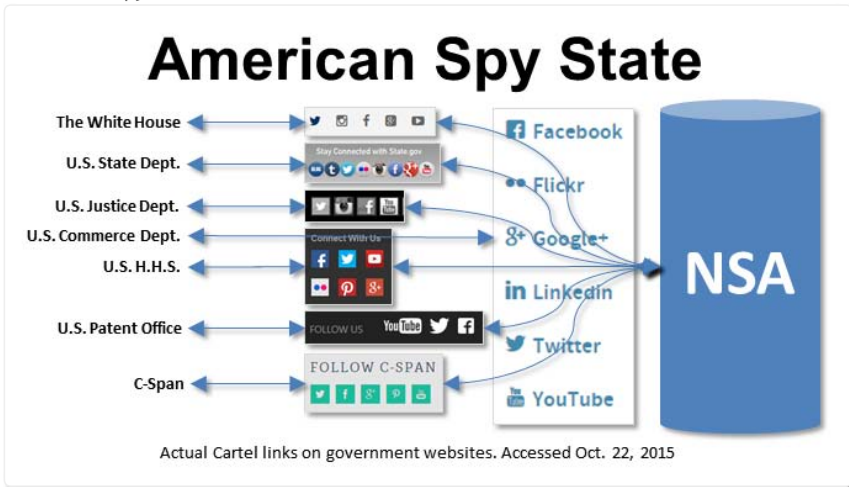 American Spy State
The White House
U.S. State Dept.
U.S. Justice Dept.
U.S. Commerce Dept.
U.S. H.H.S.
U.S. Patent Office
C-Span
Stay Connected with State.gov
Connect With Us
FOLLOW US
YouTube
FOLLOW C-SPAN
Facebook
Flickr
Google+
Linkedin
Twitter
YouTube
NSA
Actual Cartel links on government websites. Accessed Oct. 22, 2015